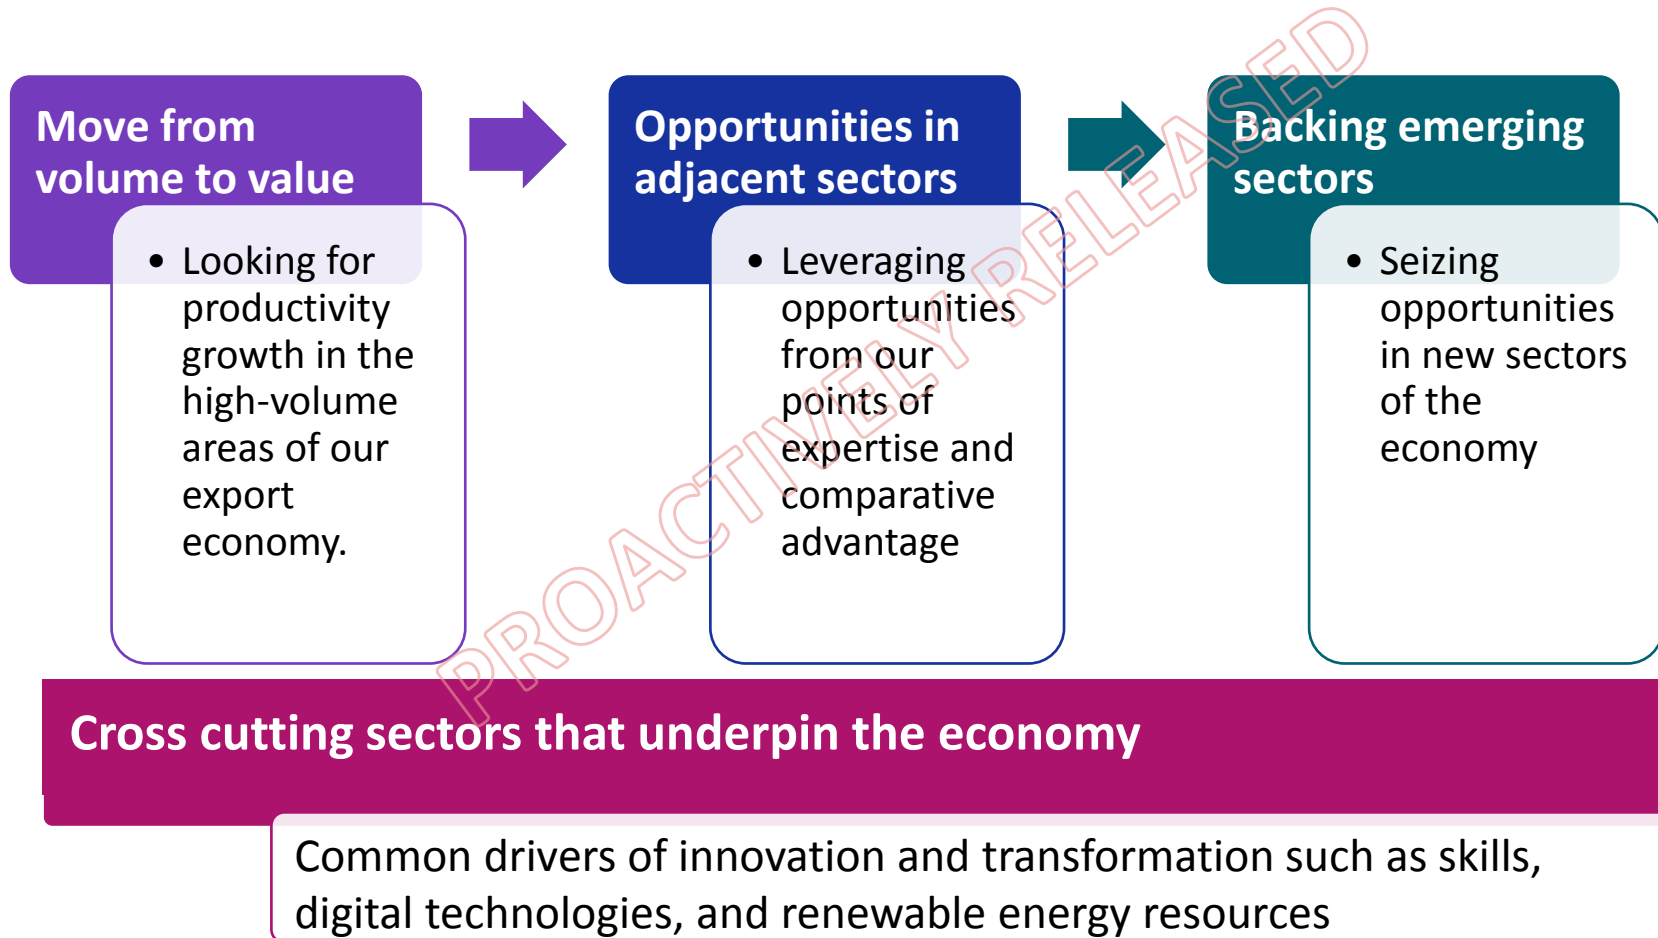 Move from
volume to value
• Looking for
productivity
growth in the
high-volume
areas of our
export
economy.
Opportunities in
adjacent sectors
• Leveraging
opportunities
from our
points of
expertise and
comparative
advantage
Backing emerging
sectors
• Seizing
opportunities
in new sectors
of the
economy
PROACTIVELY RELEASED
Cross cutting sectors that underpin the economy
Common drivers of innovation and transformation such as skills,
digital technologies, and renewable energy resources